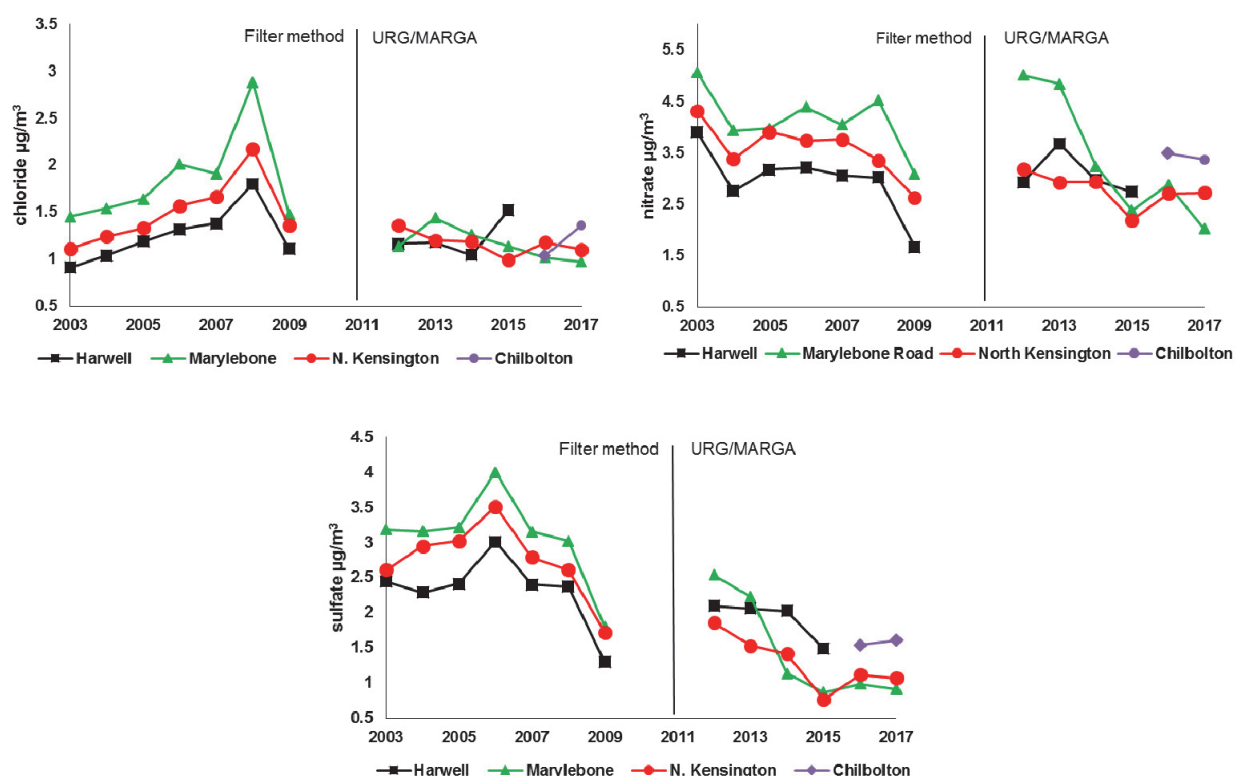 3.5
3
2.5
2
1.5
1
0.5
chloride µg/m³
Filter method
URG/MARGA
2003 2005 2007 2009 2011 2013 2015 2017
Harwell Marylebone N. Kensington Chilbolton
5.5
4.5
3.5
2.5
1.5
0.5
nitrate µg/m³
Filter method
URG/MARGA
2003 2005 2007 2009 2011 2013 2015 2017
Harwell Marylebone Road North Kensington Chilbolton
4.5
4
3.5
3
2.5
2
1.5
1
0.5
sulfate µg/m³
Filter method
URG/MARGA
2003 2005 2007 2009 2011 2013 2015 2017
Harwell Marylebone N. Kensington Chilbolton